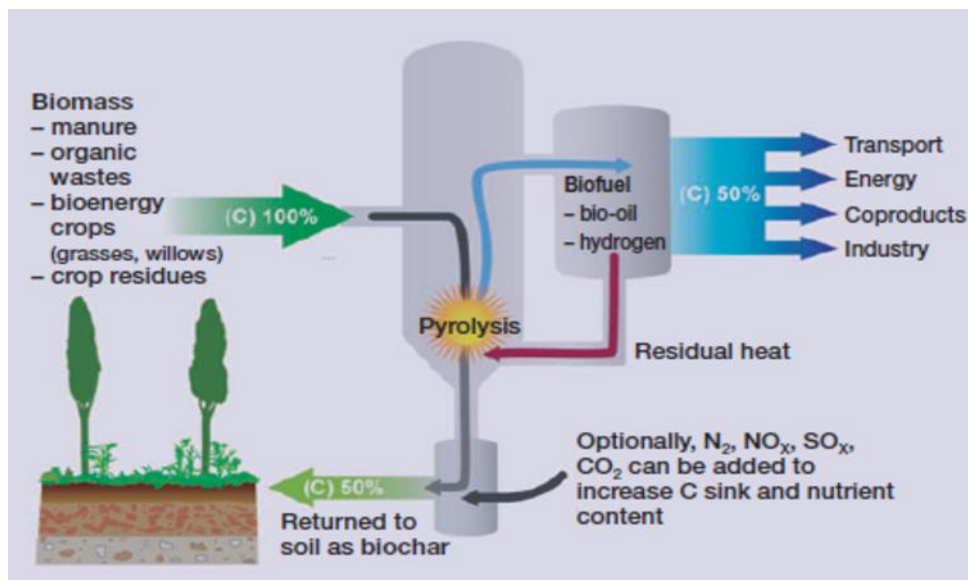 Biomass
– manure
– organic
wastes
– bioenergy
crops
(grasses, willows)
– crop residues
(C) 100%
Pyrolysis
Biofuel
– bio-oil
– hydrogen
(C) 50%
Transport
Energy
Coproducts
Industry
Residual heat
Optionally, N₂, NOₓ, SOₓ,
CO₂ can be added to
increase C sink and nutrient
content
(C) 50%
Returned to
soil as biochar